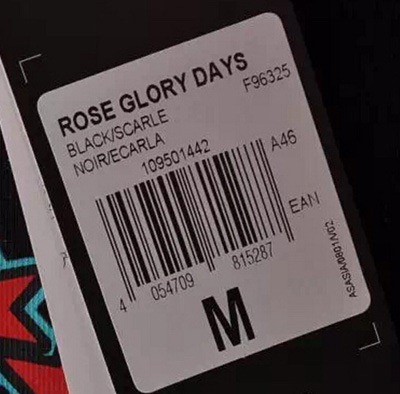 ROSE GLORY DAYS
F96325
BLACK/SCARLE
NOIR/ECARLA
109501442
A46
EAN
4 054709 815287
M
ASASIA/0801/V02